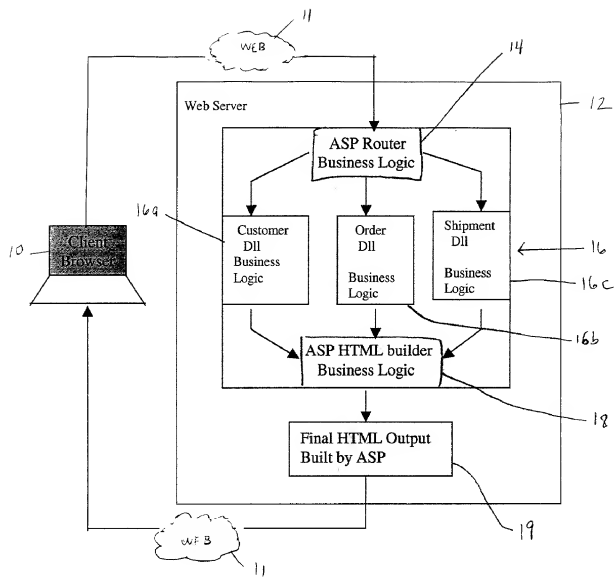 11
WEB
14
12
Web Server
ASP Router
Business Logic
16a
Customer
Dll
Business
Logic
Order
Dll
Business
Logic
Shipment
Dll
Business
Logic
16
16c
10
Client
Browser
16b
ASP HTML builder
Business Logic
18
Final HTML Output
Built by ASP
19
WEB
11